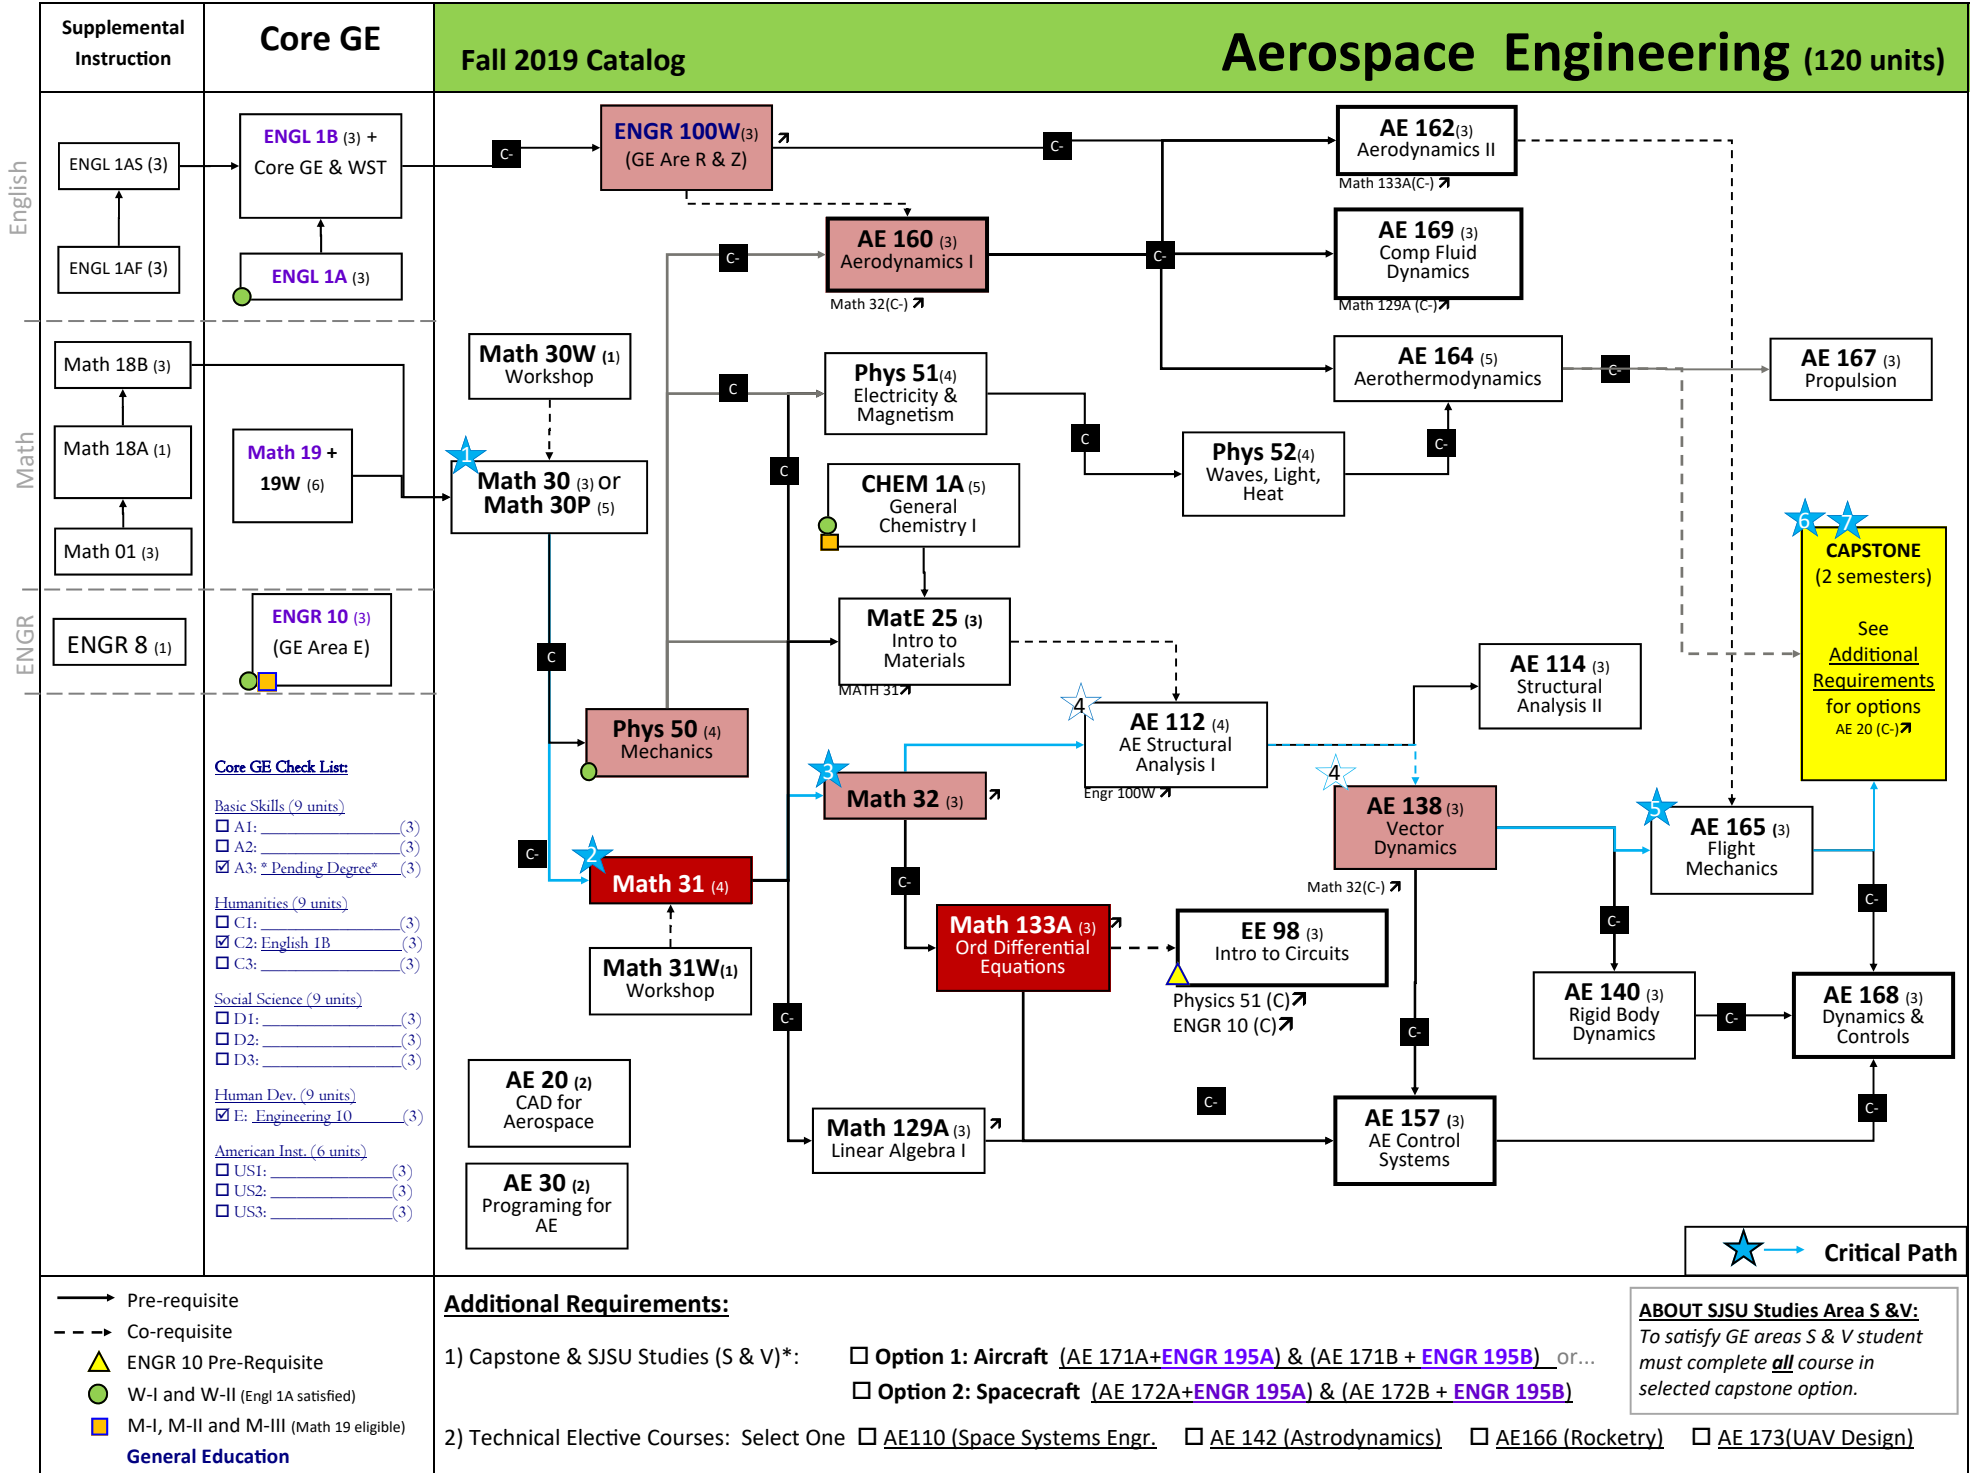 Supplemental
Instruction
Core GE
Fall 2019 Catalog
Aerospace Engineering (120 units)
English
ENGL 1AS (3)
ENGL 1AF (3)
ENGL 1B (3) +
Core GE & WST
ENGL 1A (3)
C-
ENGR 100W(3)
(GE Are R & Z)
C-
AE 162(3)
Aerodynamics II
Math 133A(C-)
C-
AE 160 (3)
Aerodynamics I
Math 32(C-)
C-
AE 169 (3)
Comp Fluid
Dynamics
Math 129A (C-)
Math
Math 18B (3)
Math 18A (1)
Math 01 (3)
Math 19 +
19W (6)
Math 30W (1)
Workshop
1
Math 30 (3) or
Math 30P (5)
C
Phys 51(4)
Electricity &
Magnetism
C
C
AE 164 (5)
Aerothermodynamics
C-
AE 167 (3)
Propulsion
Phys 52(4)
Waves, Light,
Heat
C-
CHEM 1A (5)
General
Chemistry I
6
7
CAPSTONE
(2 semesters)
See
Additional
Requirements
for options
AE 20 (C-)
ENGR
ENGR 8 (1)
ENGR 10 (3)
(GE Area E)
C
MatE 25 (3)
Intro to
Materials
MATH 31
AE 114 (3)
Structural
Analysis II
Phys 50 (4)
Mechanics
4
AE 112 (4)
AE Structural
Analysis I
Engr 100W
3
Math 32 (3)
4
AE 138 (3)
Vector
Dynamics
Math 32(C-)
5
AE 165 (3)
Flight
Mechanics
C-
2
Math 31 (4)
C-
C-
C-
Math 31W(1)
Workshop
Math 133A (3)
Ord Differential
Equations
EE 98 (3)
Intro to Circuits
Physics 51 (C)
ENGR 10 (C)
C-
C-
AE 140 (3)
Rigid Body
Dynamics
C-
AE 168 (3)
Dynamics &
Controls
AE 20 (2)
CAD for
Aerospace
C-
C-
Math 129A (3)
Linear Algebra I
AE 157 (3)
AE Control
Systems
AE 30 (2)
Programing for
AE
Core GE Check List:
Basic Skills (9 units)
A1: ________________(3)
A2: ________________(3)
A3: * Pending Degree* (3)
Humanities (9 units)
C1: ________________(3)
C2: English 1B (3)
C3: ________________(3)
Social Science (9 units)
D1: ________________(3)
D2: ________________(3)
D3: ________________(3)
Human Dev. (9 units)
E: Engineering 10 (3)
American Inst. (6 units)
US1: ______________(3)
US2: ______________(3)
US3: ______________(3)
Critical Path
Pre-requisite
Co-requisite
ENGR 10 Pre-Requisite
W-I and W-II (Engl 1A satisfied)
M-I, M-II and M-III (Math 19 eligible)
General Education
Additional Requirements:
1) Capstone & SJSU Studies (S & V)*: Option 1: Aircraft (AE 171A+ENGR 195A) & (AE 171B + ENGR 195B) or...
Option 2: Spacecraft (AE 172A+ENGR 195A) & (AE 172B + ENGR 195B)
2) Technical Elective Courses: Select One AE110 (Space Systems Engr. AE 142 (Astrodynamics) AE166 (Rocketry) AE 173(UAV Design)
ABOUT SJSU Studies Area S &V:
To satisfy GE areas S & V student
must complete all course in
selected capstone option.